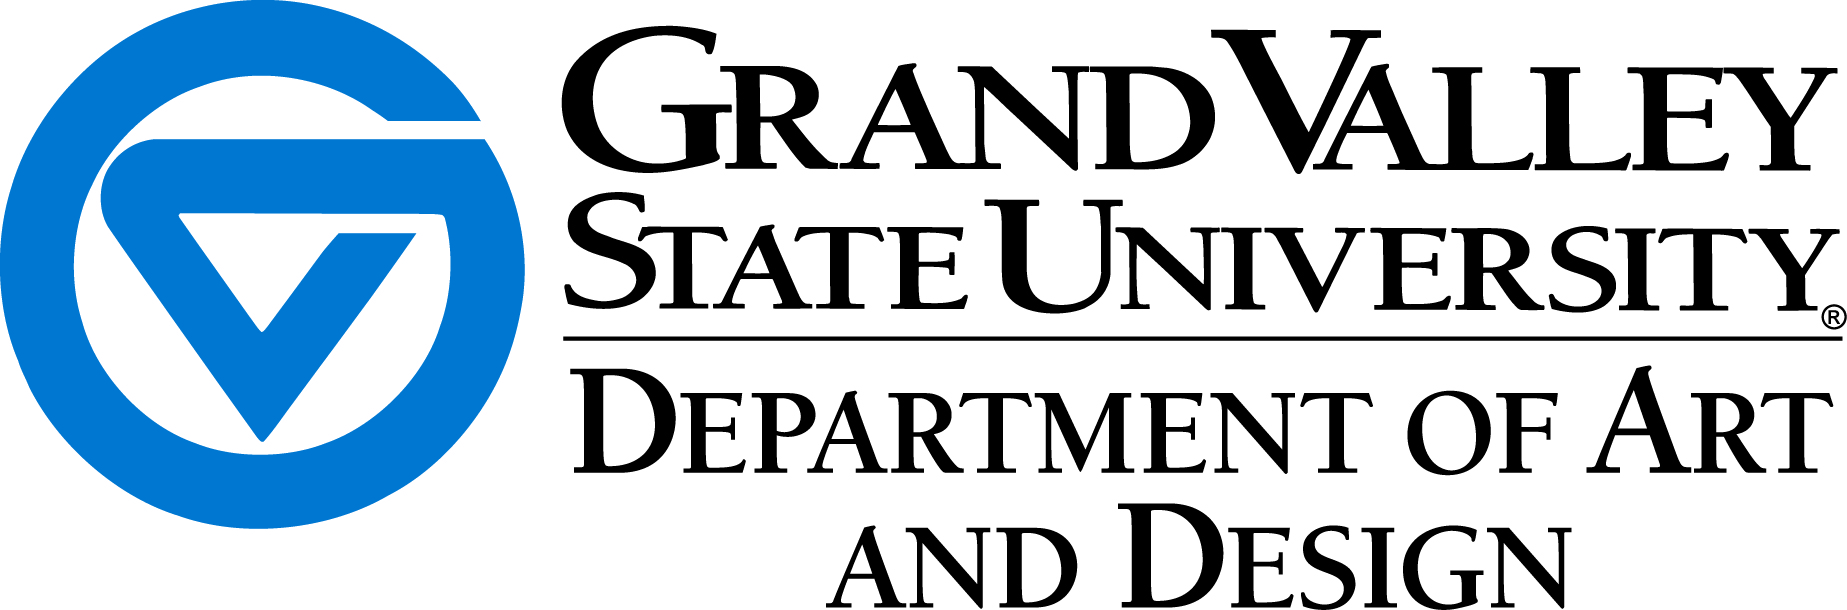 GRAND VALLEY
STATE UNIVERSITY®
DEPARTMENT OF ART
AND DESIGN